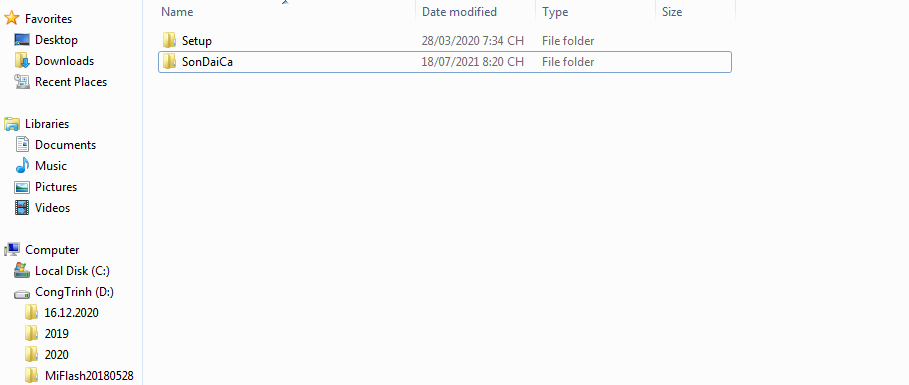 Favorites
Desktop
Downloads
Recent Places
Libraries
Documents
Music
Pictures
Videos
Computer
Local Disk (C:)
CongTrinh (D:)
16.12.2020
2019
2020
MiFlash20180528
Name Date modified Type Size
Setup 28/03/2020 7:34 CH File folder
SonDaiCa 18/07/2021 8:20 CH File folder